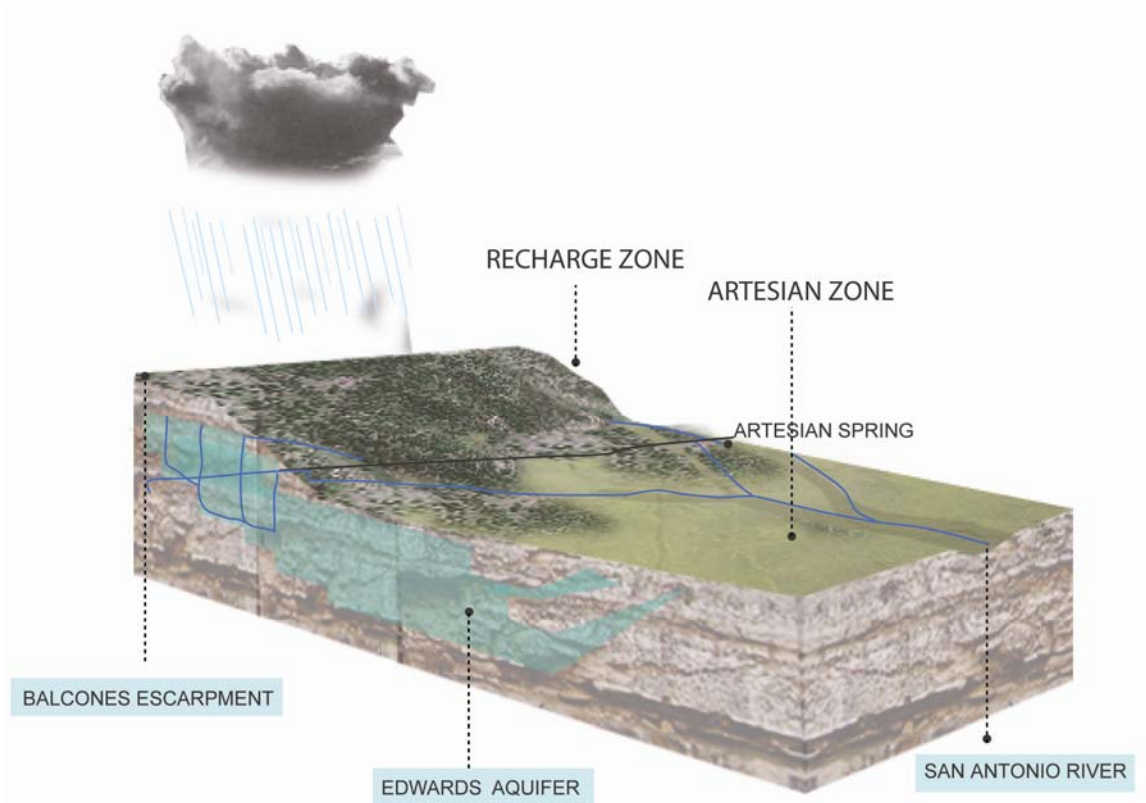 RECHARGE ZONE
ARTESIAN ZONE
ARTESIAN SPRING
BALCONES ESCARPMENT
EDWARDS AQUIFER
SAN ANTONIO RIVER